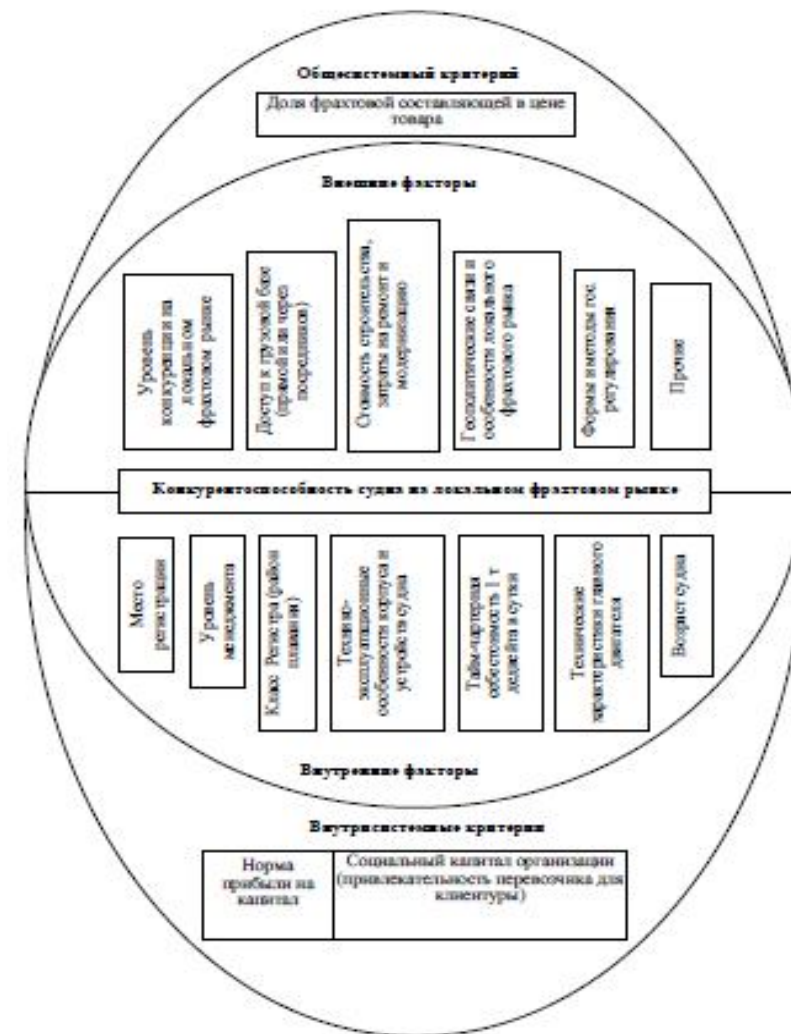 Общесистемный критерий
Доля фрахтовой составляющей в цене
товара
Внешние факторы
Уровень
конкуренции на
локальном
фрахтовом рынке
Доступ к грузовой базе
(прямой или через
посредников)
Стоимость строительства,
затраты на ремонт и
модернизацию
Геополитические связи и
особенности локального
фрахтового рынка
Формы и методы гос.
регулировании
Прочие
Конкурентоспособность судна на локальном фрахтовом рынке
Место
регистрации
Уровень
менеджмента
Класс Регистра (район
плавании)
Технико-
эксплуатационные
особенности корпуса и
устройств судна
Тайм-чартерная
себестоимость 1 т
дедвейта в сутки
Технические
характеристики главного
двигателя
Возраст судна
Внутренние факторы
Внутрисистемные критерии
Норма
прибыли на
капитал
Социальный капитал организации
(привлекательность перевозчика для
клиентуры)